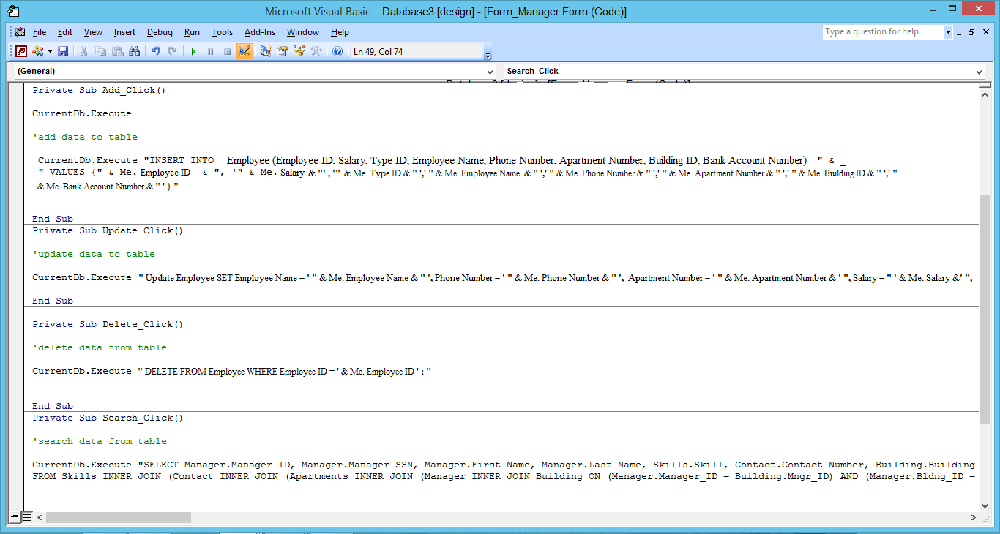 Microsoft Visual Basic - Database3 [design] - [Form_Manager Form (Code)]
File Edit View Insert Debug Run Tools Add-Ins Window Help
Type a question for help
Ln 49, Col 74
(General)
Search_Click
Private Sub Add_Click()
CurrentDb.Execute
'add data to table
CurrentDb.Execute "INSERT INTO Employee (Employee ID, Salary, Type ID, Employee Name, Phone Number, Apartment Number, Building ID, Bank Account Number) " & _
" VALUES {" & Me. Employee ID & ", '" & Me. Salary & "' ,'" & Me. Type ID & " ',' " & Me. Employee Name & " ',' " & Me. Phone Number & " ',' " & Me. Apartment Number & " ',' " & Me. Building ID & " ',' "
& Me. Bank Account Number & " ' } "
End Sub
Private Sub Update_Click()
'update data to table
CurrentDb.Execute " Update Employee SET Employee Name = ' " & Me. Employee Name & " ', Phone Number = ' " & Me. Phone Number & " ', Apartment Number = ' " & Me. Apartment Number & ' ", Salary = " ' & Me. Salary &' ",
End Sub
Private Sub Delete_Click()
'delete data from table
CurrentDb.Execute " DELETE FROM Employee WHERE Employee ID = ' & Me. Employee ID ' ; "
End Sub
Private Sub Search_Click()
'search data from table
CurrentDb.Execute "SELECT Manager.Manager_ID, Manager.Manager_SSN, Manager.First_Name, Manager.Last_Name, Skills.Skill, Contact.Contact_Number, Building.Building_
FROM Skills INNER JOIN (Contact INNER JOIN (Apartments INNER JOIN (Manager INNER JOIN Building ON (Manager.Manager_ID = Building.Mngr_ID) AND (Manager.Bldng_ID =